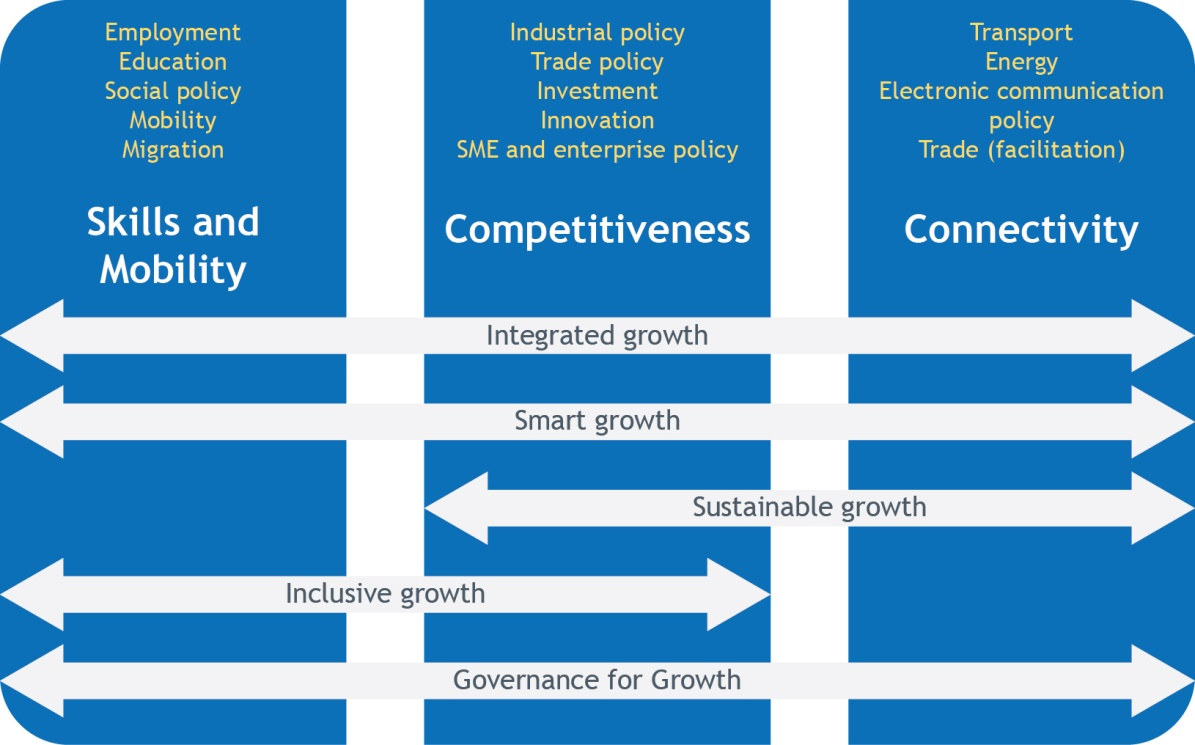 Employment
Education
Social policy
Mobility
Migration
Skills and
Mobility
Industrial policy
Trade policy
Investment
Innovation
SME and enterprise policy
Competitiveness
Transport
Energy
Electronic communication
policy
Trade (facilitation)
Connectivity
Integrated growth
Smart growth
Sustainable growth
Inclusive growth
Governance for Growth